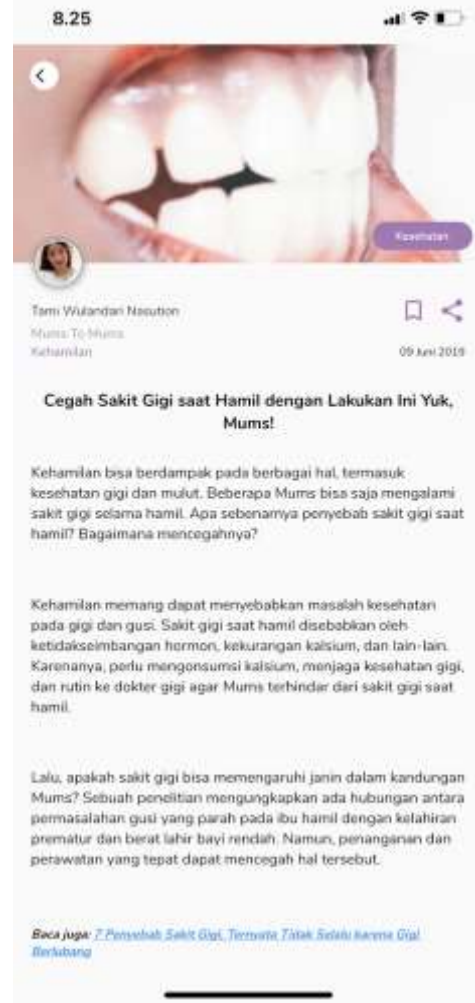 8.25
Kesehatan
Tami Wulandari Nasution
Mums To Mums
Kehamilan
09 Juni 2019
Cegah Sakit Gigi saat Hamil dengan Lakukan Ini Yuk,
Mums!
Kehamilan bisa berdampak pada berbagai hal, termasuk
kesehatan gigi dan mulut. Beberapa Mums bisa saja mengalami
sakit gigi selama hamil. Apa sebenarnya penyebab sakit gigi saat
hamil? Bagaimana mencegahnya?
Kehamilan memang dapat menyebabkan masalah kesehatan
pada gigi dan gusi. Sakit gigi saat hamil disebabkan oleh
ketidakseimbangan hormon, kekurangan kalsium, dan lain-lain.
Karenanya, perlu mengonsumsi kalsium, menjaga kesehatan gigi,
dan rutin ke dokter gigi agar Mums terhindar dari sakit gigi saat
hamil.
Lalu, apakah sakit gigi bisa memengaruhi janin dalam kandungan
Mums? Sebuah penelitian mengungkapkan ada hubungan antara
permasalahan gusi yang parah pada ibu hamil dengan kelahiran
prematur dan berat lahir bayi rendah. Namun, penanganan dan
perawatan yang tepat dapat mencegah hal tersebut.
Baca juga: 7 Penyebab Sakit Gigi, Ternyata Tidak Selalu karena Gigi
Berlubang